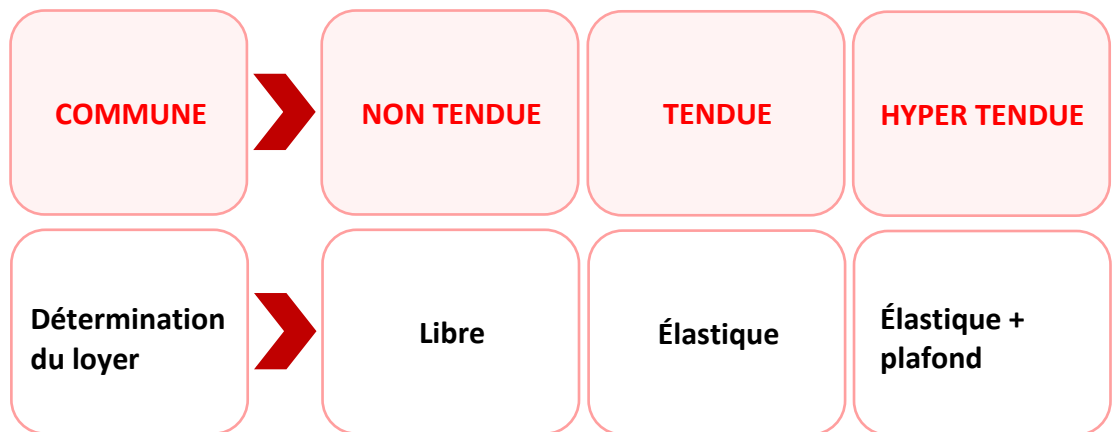 COMMUNE
NON TENDUE
TENDUE
HYPER TENDUE
Détermination
du loyer
Libre
Élastique
Élastique +
plafond